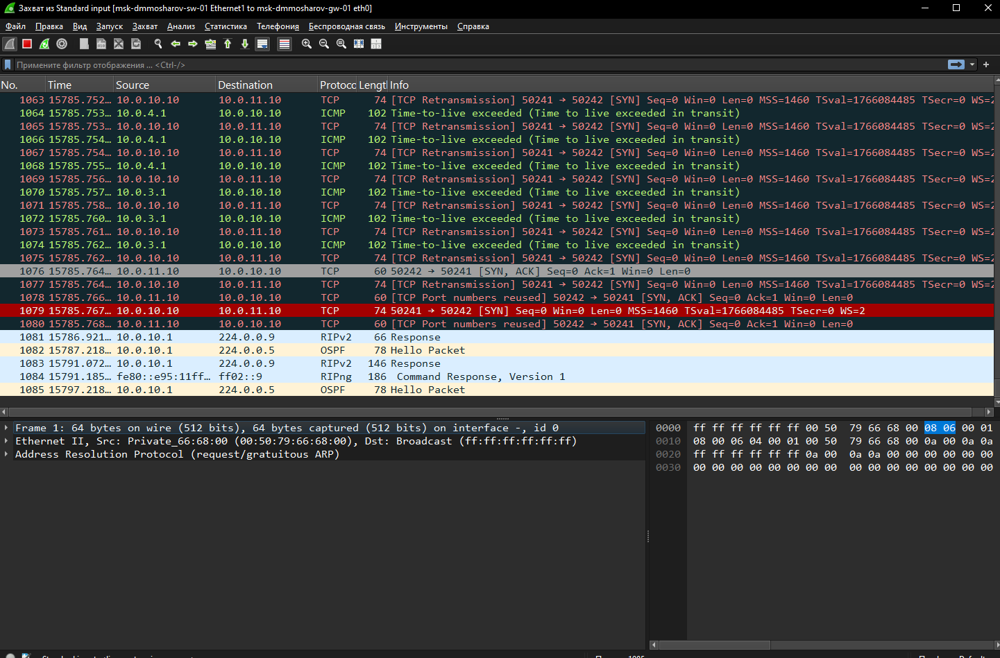 Захват из Standard input [msk-dmmosharov-sw-01 Ethernet1 to msk-dmmosharov-gw-01 eth0]
Файл Правка Вид Запуск Захват Анализ Статистика Телефония Беспроводная связь Инструменты Справка
Примените фильтр отображения ... <Ctrl-/>
No. Time Source Destination Protoco Lengtl Info
1063 15785.752… 10.0.10.10 10.0.11.10 TCP 74 [TCP Retransmission] 50241 → 50242 [SYN] Seq=0 Win=0 Len=0 MSS=1460 TSval=1766084485 TSecr=0 WS=2
1064 15785.753… 10.0.4.1 10.0.10.10 ICMP 102 Time-to-live exceeded (Time to live exceeded in transit)
1065 15785.753… 10.0.10.10 10.0.11.10 TCP 74 [TCP Retransmission] 50241 → 50242 [SYN] Seq=0 Win=0 Len=0 MSS=1460 TSval=1766084485 TSecr=0 WS=2
1066 15785.754… 10.0.4.1 10.0.10.10 ICMP 102 Time-to-live exceeded (Time to live exceeded in transit)
1067 15785.754… 10.0.10.10 10.0.11.10 TCP 74 [TCP Retransmission] 50241 → 50242 [SYN] Seq=0 Win=0 Len=0 MSS=1460 TSval=1766084485 TSecr=0 WS=2
1068 15785.755… 10.0.4.1 10.0.10.10 ICMP 102 Time-to-live exceeded (Time to live exceeded in transit)
1069 15785.756… 10.0.10.10 10.0.11.10 TCP 74 [TCP Retransmission] 50241 → 50242 [SYN] Seq=0 Win=0 Len=0 MSS=1460 TSval=1766084485 TSecr=0 WS=2
1070 15785.757… 10.0.3.1 10.0.10.10 ICMP 102 Time-to-live exceeded (Time to live exceeded in transit)
1071 15785.758… 10.0.10.10 10.0.11.10 TCP 74 [TCP Retransmission] 50241 → 50242 [SYN] Seq=0 Win=0 Len=0 MSS=1460 TSval=1766084485 TSecr=0 WS=2
1072 15785.760… 10.0.3.1 10.0.10.10 ICMP 102 Time-to-live exceeded (Time to live exceeded in transit)
1073 15785.761… 10.0.10.10 10.0.11.10 TCP 74 [TCP Retransmission] 50241 → 50242 [SYN] Seq=0 Win=0 Len=0 MSS=1460 TSval=1766084485 TSecr=0 WS=2
1074 15785.762… 10.0.3.1 10.0.10.10 ICMP 102 Time-to-live exceeded (Time to live exceeded in transit)
1075 15785.762… 10.0.10.10 10.0.11.10 TCP 74 [TCP Retransmission] 50241 → 50242 [SYN] Seq=0 Win=0 Len=0 MSS=1460 TSval=1766084485 TSecr=0 WS=2
1076 15785.764… 10.0.11.10 10.0.10.10 TCP 60 50242 → 50241 [SYN, ACK] Seq=0 Ack=1 Win=0 Len=0
1077 15785.764… 10.0.10.10 10.0.11.10 TCP 74 [TCP Retransmission] 50241 → 50242 [SYN] Seq=0 Win=0 Len=0 MSS=1460 TSval=1766084485 TSecr=0 WS=2
1078 15785.766… 10.0.11.10 10.0.10.10 TCP 60 [TCP Port numbers reused] 50242 → 50241 [SYN, ACK] Seq=0 Ack=1 Win=0 Len=0
1079 15785.767… 10.0.10.10 10.0.11.10 TCP 74 50241 → 50242 [SYN] Seq=0 Win=0 Len=0 MSS=1460 TSval=1766084485 TSecr=0 WS=2
1080 15785.768… 10.0.11.10 10.0.10.10 TCP 60 [TCP Port numbers reused] 50242 → 50241 [SYN, ACK] Seq=0 Ack=1 Win=0 Len=0
1081 15786.921… 10.0.10.1 224.0.0.9 RIPv2 66 Response
1082 15787.218… 10.0.10.1 224.0.0.5 OSPF 78 Hello Packet
1083 15791.072… 10.0.10.1 224.0.0.9 RIPv2 146 Response
1084 15791.185… fe80::e95:11ff… ff02::9 RIPng 186 Command Response, Version 1
1085 15797.218… 10.0.10.1 224.0.0.5 OSPF 78 Hello Packet
Frame 1: 64 bytes on wire (512 bits), 64 bytes captured (512 bits) on interface -, id 0
Ethernet II, Src: Private_66:68:00 (00:50:79:66:68:00), Dst: Broadcast (ff:ff:ff:ff:ff:ff)
Address Resolution Protocol (request/gratuitous ARP)
0000 ff ff ff ff ff ff 00 50 79 66 68 00 08 06 00 01
0010 08 00 06 04 00 01 00 50 79 66 68 00 0a 00 0a 0a
0020 ff ff ff ff ff ff 0a 00 0a 0a 00 00 00 00 00 00
0030 00 00 00 00 00 00 00 00 00 00 00 00 00 00 00 00